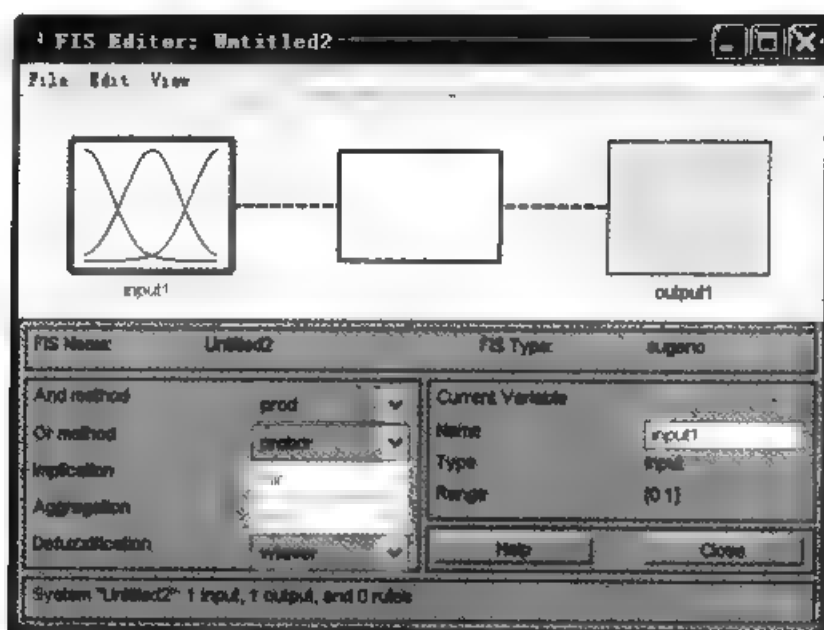 FIS Editor: Untitled2
File Edit View
input1
output1
FIS Name: Untitled2 FIS Type: sugeno
And method prod
Or method probor
Implication
Aggregation
Defuzzification wtaver
Current Variable
Name input1
Type input
Range [0 1]
Help Close
System "Untitled2": 1 input, 1 output, and 0 rules